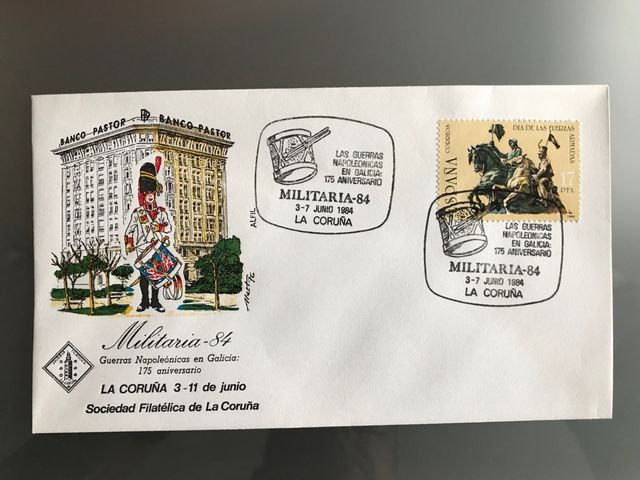 BANCO PASTOR BANCO PASTOR
ALFIL
Militaria-84
Guerras Napoleónicas en Galicia:
175 aniversario
LA CORUÑA 3-11 de junio
Sociedad Filatélica de La Coruña
LAS GUERRAS
NAPOLEONICAS
EN GALICIA:
175 ANIVERSARIO
MILITARIA-84
3-7 JUNIO 1984
LA CORUÑA
CORREOS
ESPAÑA
DIA DE LAS FUERZAS ARMADAS
17
PTA
LAS GUERRAS
NAPOLEONICAS
EN GALICIA:
175 ANIVERSARIO
MILITARIA-84
3-7 JUNIO 1984
LA CORUÑA